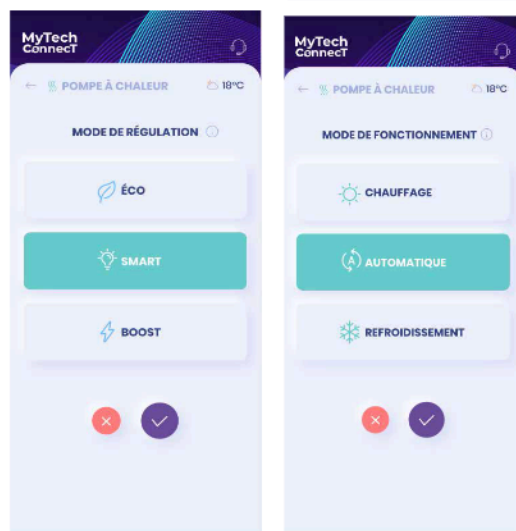 MyTech
ConnecT
POMPE À CHALEUR
18°C
MODE DE RÉGULATION
ÉCO
SMART
BOOST
MyTech
ConnecT
POMPE À CHALEUR
18°C
MODE DE FONCTIONNEMENT
CHAUFFAGE
A AUTOMATIQUE
REFROIDISSEMENT